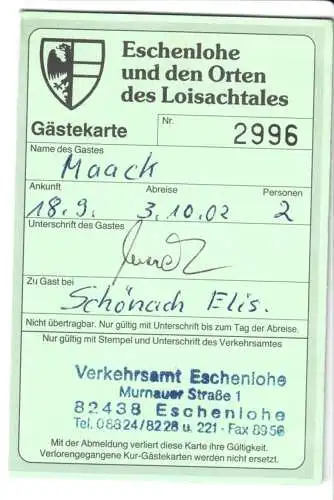 Eschenlohe
und den Orten
des Loisachtales
Gästekarte
Nr.
2996
Name des Gastes
Maack
Ankunft Abreise Personen
18.9. 3.10.02 2
Unterschrift des Gastes
Zu Gast bei
Schönach Elis.
Nicht übertragbar. Nur gültig mit Unterschrift bis zum Tag der Abreise.
Nur gültig mit Stempel und Unterschrift des Verkehrsamtes
Verkehrsamt Eschenlohe
Murnauer Straße 1
82438 Eschenlohe
Tel. 08824/8228 u. 221 - Fax 8956
Mit der Abmeldung verliert diese Karte ihre Gültigkeit.
Verlorengegangene Kur-Gästekarten werden nicht ersetzt.